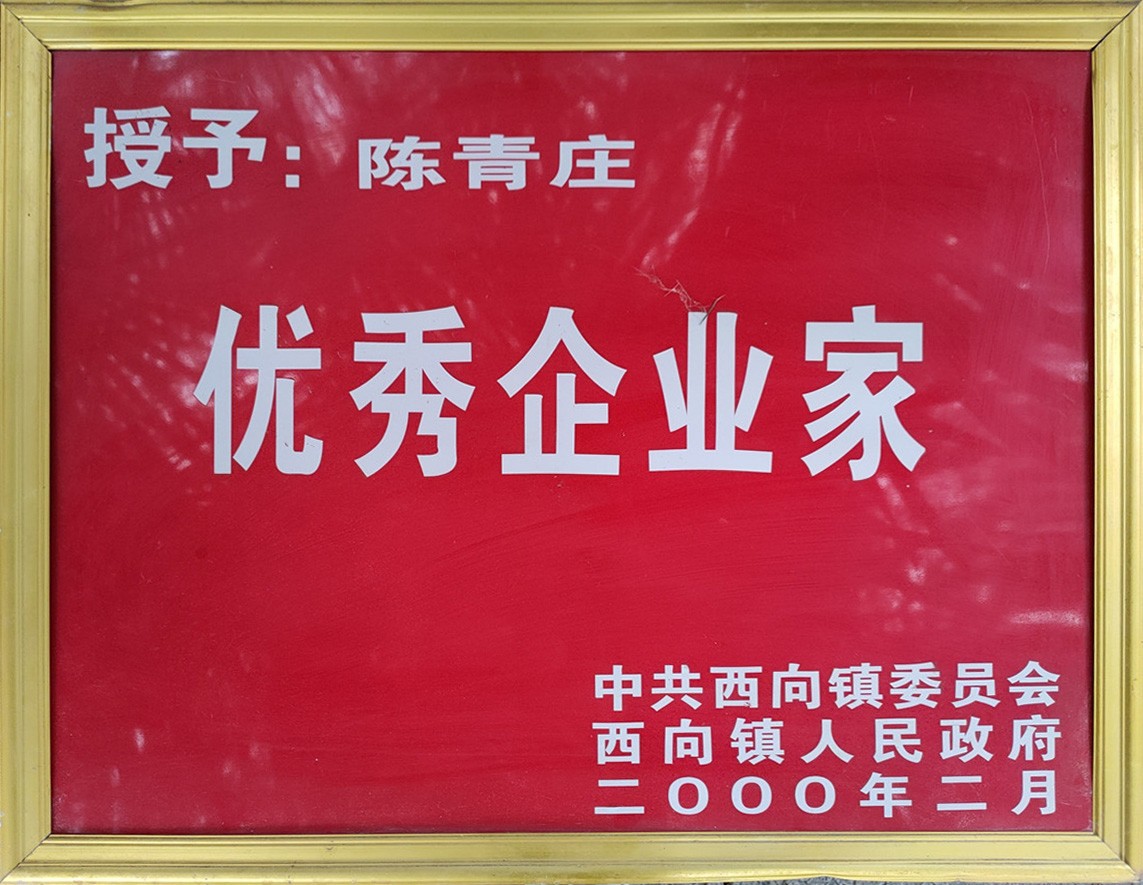 授予：陈青庄
优秀企业家
中共西向镇委员会
西向镇人民政府
二OOO年二月